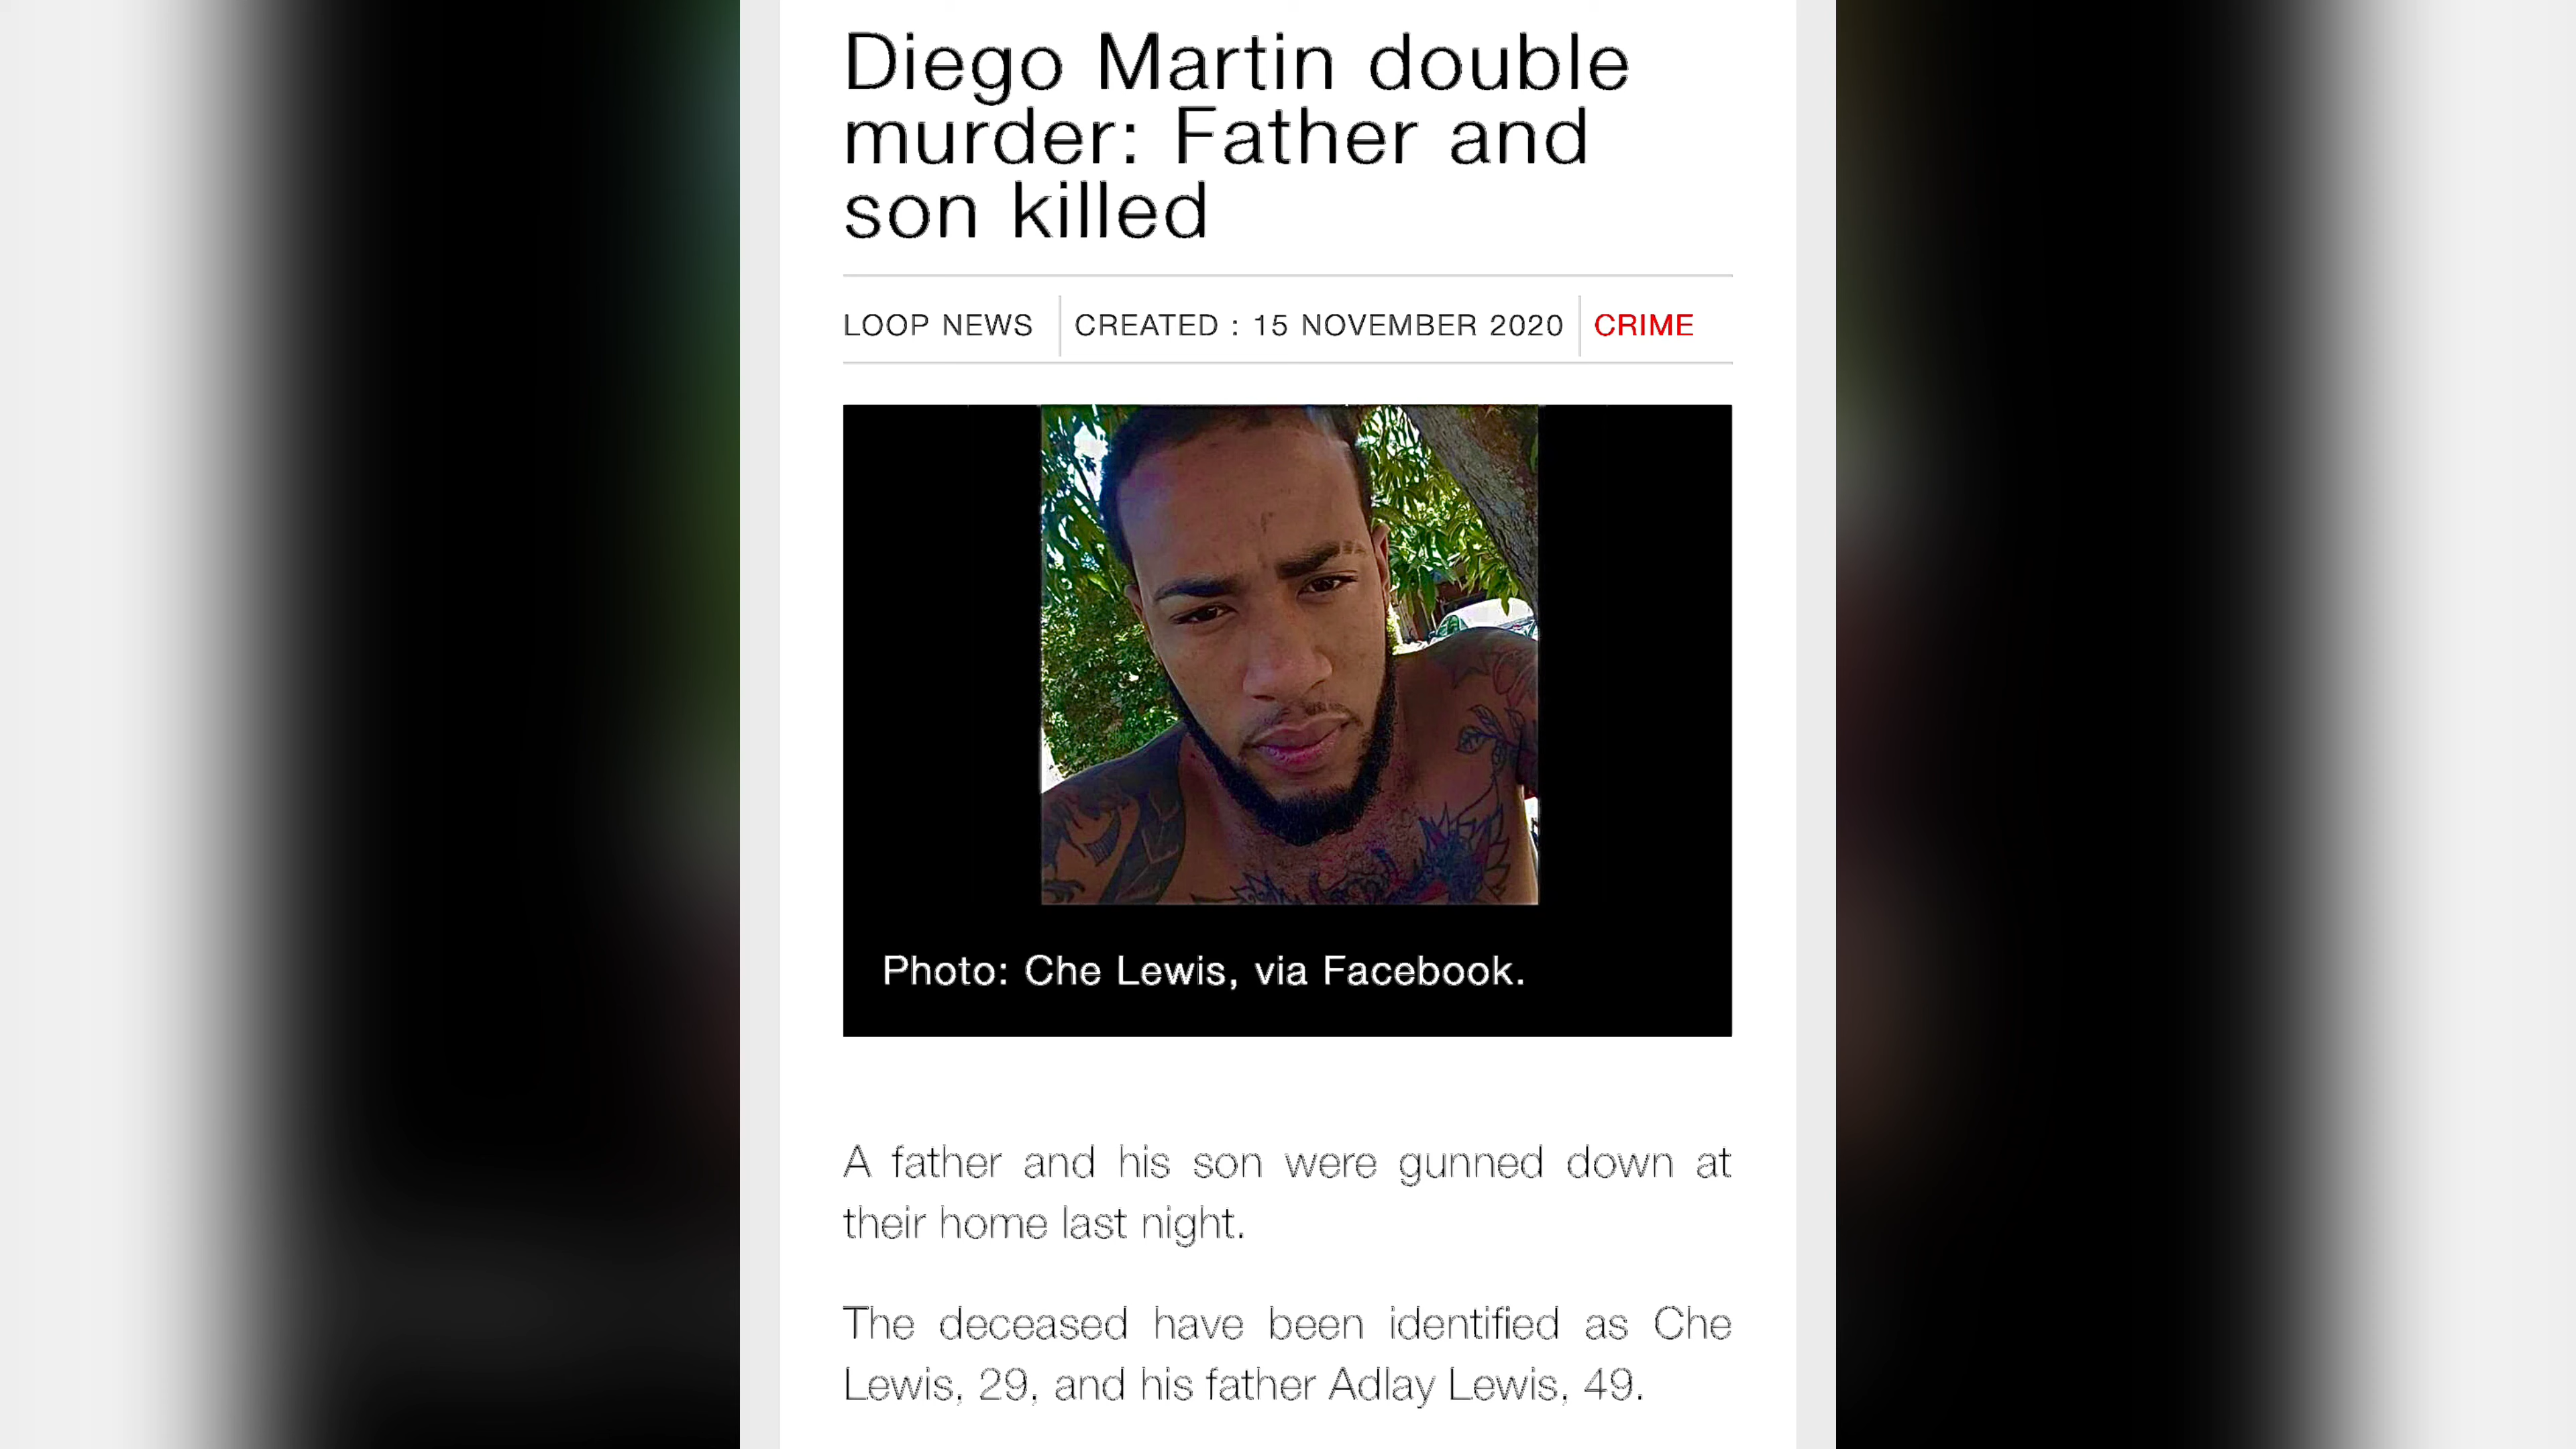 Diego Martin double
murder: Father and
son killed
LOOP NEWS CREATED : 15 NOVEMBER 2020 CRIME
Photo: Che Lewis, via Facebook.
A father and his son were gunned down at
their home last night.
The deceased have been identified as Che
Lewis, 29, and his father Adlay Lewis, 49.